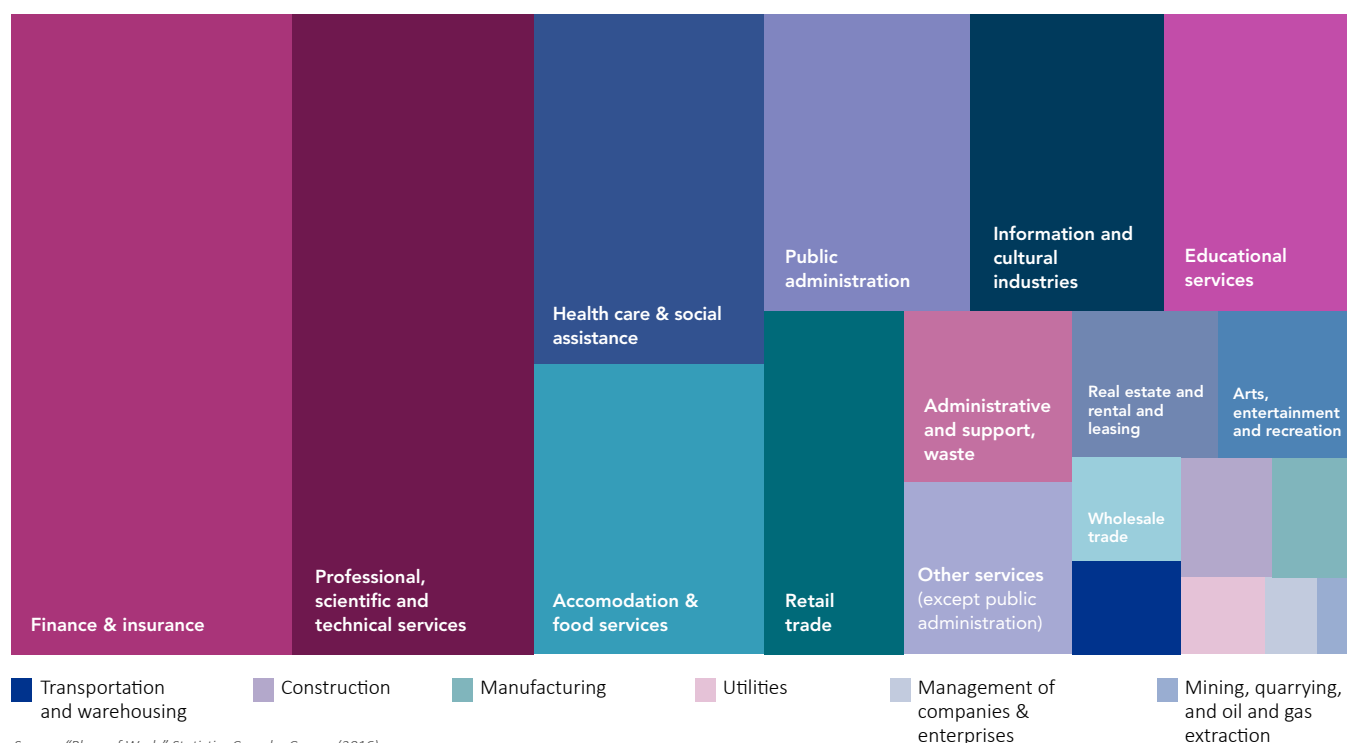 Finance & insurance
Professional,
scientific and
technical services
Health care & social
assistance
Accomodation &
food services
Public
administration
Information and
cultural
industries
Educational
services
Retail
trade
Administrative
and support,
waste
Other services
(except public
administration)
Real estate and
rental and
leasing
Arts,
entertainment
and recreation
Wholesale
trade
Transportation
and warehousing
Construction
Manufacturing
Utilities
Management of
companies &
enterprises
Mining, quarrying,
and oil and gas
extraction